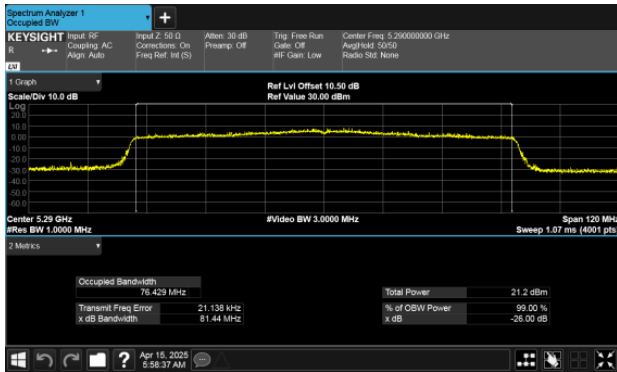 Spectrum Analyzer 1
Occupied BW
KEYSIGHT
R
LXI
Input: RF
Coupling: AC
Align: Auto
Input Z: 50 Ω
Corrections: On
Freq Ref: Int (S)
Atten: 30 dB
Preamp: Off
Trig: Free Run
Gate: Off
#IF Gain: Low
Center Freq: 5.290000000 GHz
Avg|Hold: 50/50
Radio Std: None
1 Graph
Scale/Div 10.0 dB
Ref Lvl Offset 10.50 dB
Ref Value 30.00 dBm
Log
20.0
10.0
0.00
-10.0
-20.0
-30.0
-40.0
-50.0
-60.0
Center 5.29 GHz
#Res BW 1.0000 MHz
#Video BW 3.0000 MHz
Span 120 MHz
Sweep 1.07 ms (4001 pts)
2 Metrics
Occupied Bandwidth
76.429 MHz
Transmit Freq Error 21.138 kHz
x dB Bandwidth 81.44 MHz
Total Power 21.2 dBm
% of OBW Power 99.00 %
x dB -26.00 dB
?
Apr 15, 2025
5:58:37 AM